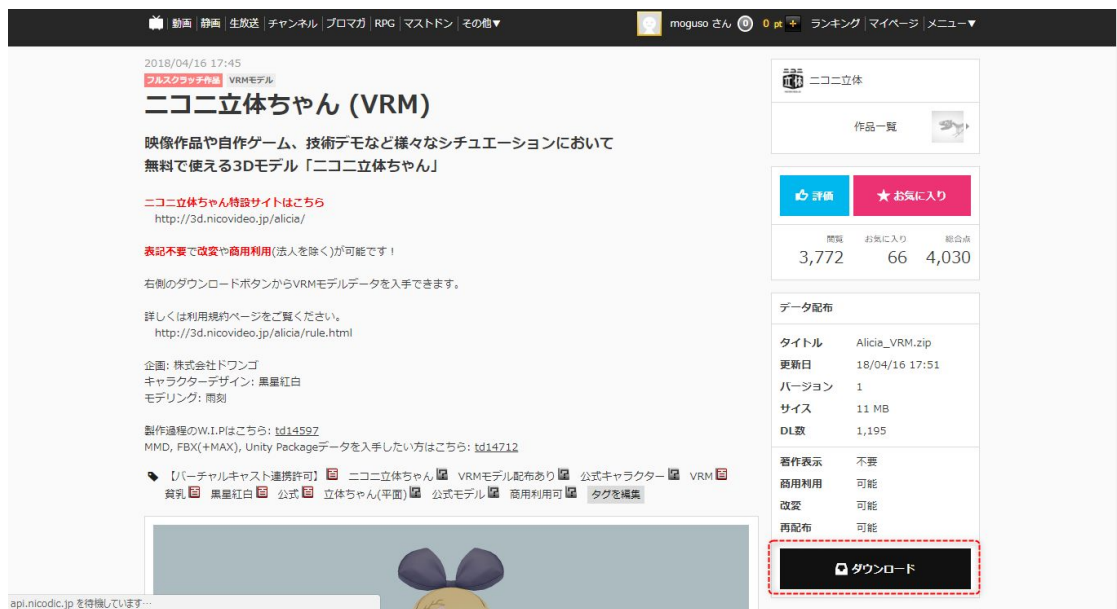 動画 静画 生放送 チャンネル ブロマガ RPG マストドン その他▼ moguso さん 0 0 pt + ランキング マイページ メニュー▼
2018/04/16 17:45
フルスクラッチ作品 VRMモデル
ニコニ立体ちゃん (VRM)
映像作品や自作ゲーム、技術デモなど様々なシチュエーションにおいて
無料で使える3Dモデル「ニコニ立体ちゃん」
ニコニ立体ちゃん特設サイトはこちら
http://3d.nicovideo.jp/alicia/
表記不要で改変や商用利用(法人を除く)が可能です！
右側のダウンロードボタンからVRMモデルデータを入手できます。
詳しくは利用規約ページをご覧ください。
http://3d.nicovideo.jp/alicia/rule.html
企画: 株式会社ドワンゴ
キャラクターデザイン: 黒星紅白
モデリング: 雨刻
製作過程のW.I.Pはこちら: td14597
MMD, FBX(+MAX), Unity Packageデータを入手したい方はこちら: td14712
【バーチャルキャスト連携許可】 ニコニ立体ちゃん VRMモデル配布あり 公式キャラクター VRM
貧乳 黒星紅白 公式 立体ちゃん(平面) 公式モデル 商用利用可 タグを編集
ニコニ立体
作品一覧
評価 ★お気に入り
閲覧 お気に入り 総合点
3,772 66 4,030
データ配布
タイトル Alicia_VRM.zip
更新日 18/04/16 17:51
バージョン 1
サイズ 11 MB
DL数 1,195
著作表示 不要
商用利用 可能
改変 可能
再配布 可能
ダウンロード
api.nicodic.jp を待機しています…